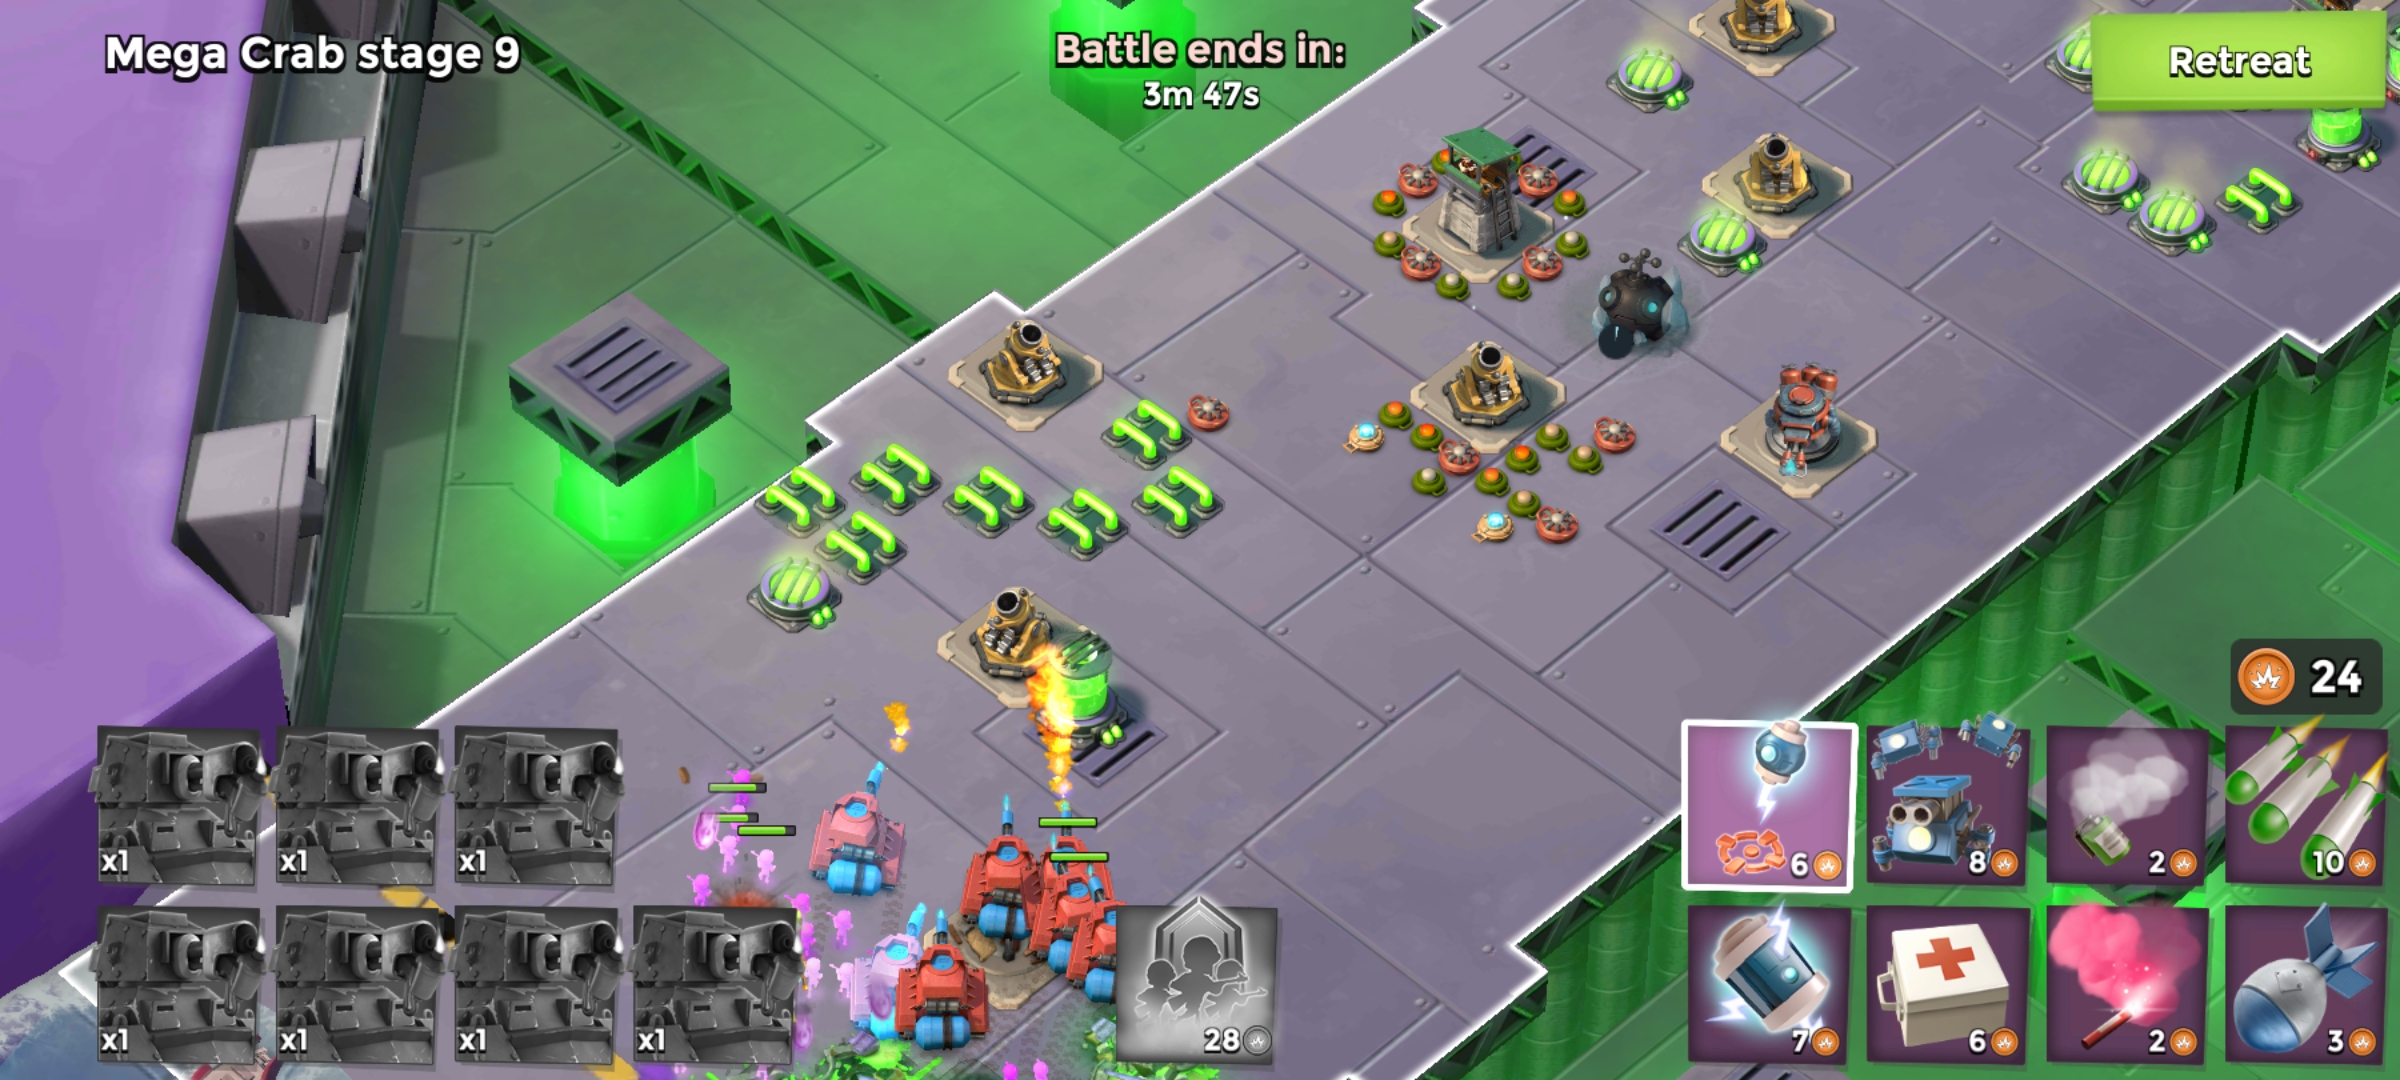 Mega Crab stage 9
Battle ends in:
3m 47s
Retreat
24
x1
x1
x1
6
8
2
10
x1
x1
x1
x1
28
7
6
2
3